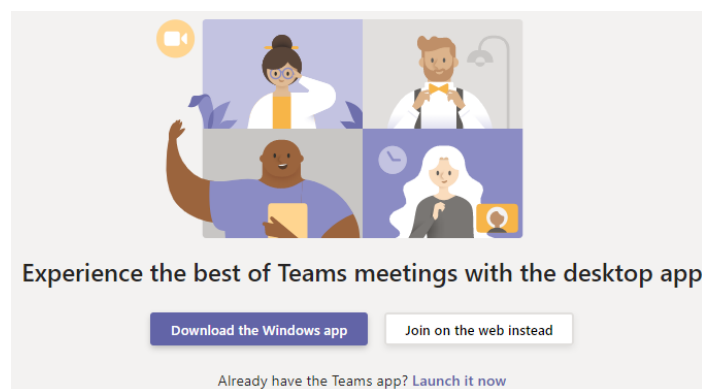 Experience the best of Teams meetings with the desktop app
Download the Windows app
Join on the web instead
Already have the Teams app? Launch it now